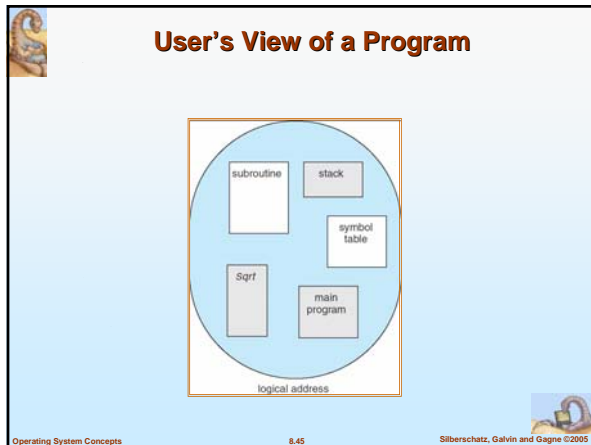 User's View of a Program
subroutine
stack
symbol
table
Sqrt
main
program
logical address
Operating System Concepts
8.45
Silberschatz, Galvin and Gagne ©2005